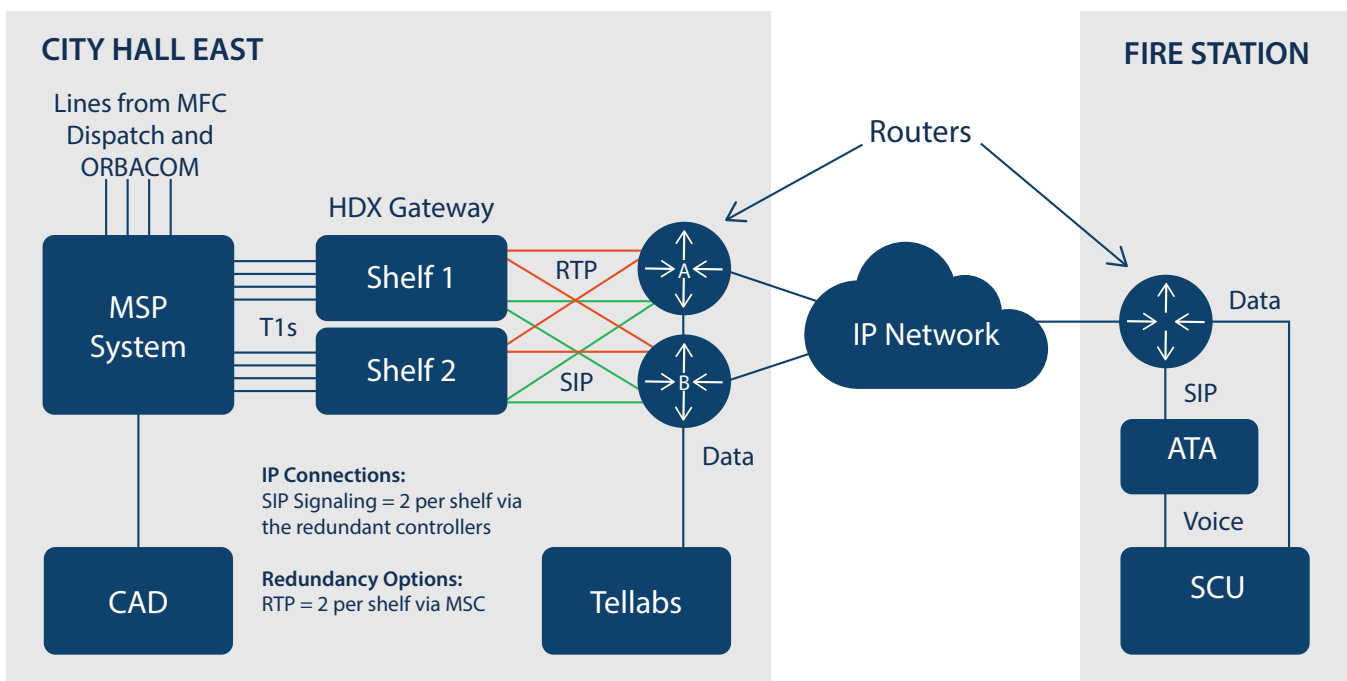 CITY HALL EAST
Lines from MFC
Dispatch and
ORBACOM
HDX Gateway
MSP
System
T1s
Shelf 1
Shelf 2
RTP
SIP
A
B
Data
IP Connections:
SIP Signaling = 2 per shelf via
the redundant controllers
Redundancy Options:
RTP = 2 per shelf via MSC
CAD
Tellabs
Routers
IP Network
FIRE STATION
Data
SIP
ATA
Voice
SCU